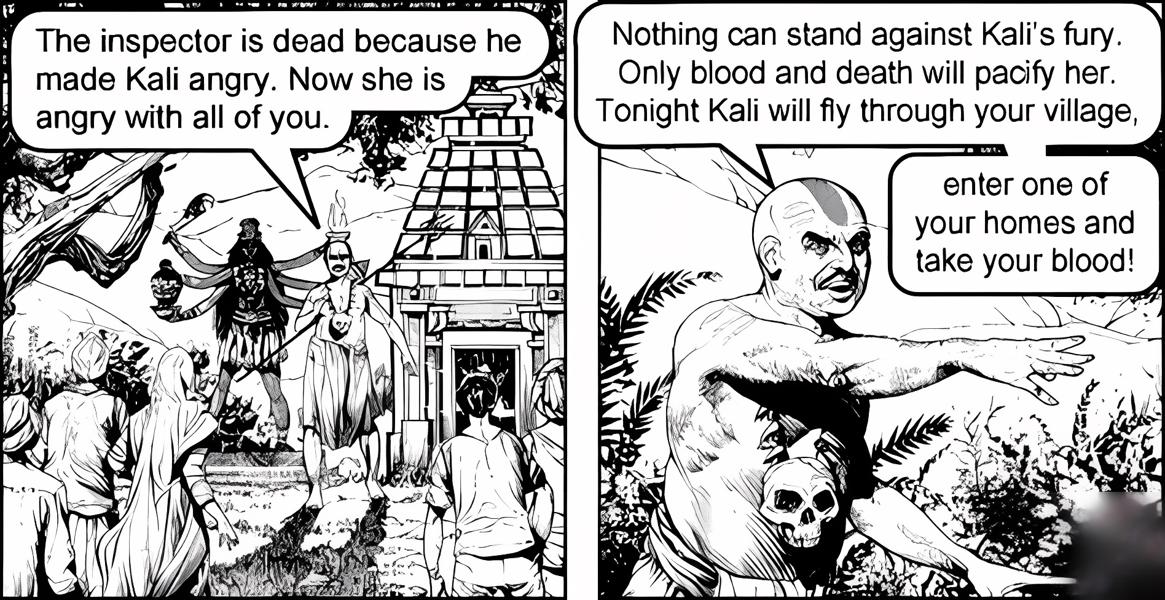 The inspector is dead because he
made Kali angry. Now she is
angry with all of you.
Nothing can stand against Kali's fury.
Only blood and death will pacify her.
Tonight Kali will fly through your village,
enter one of
your homes and
take your blood!